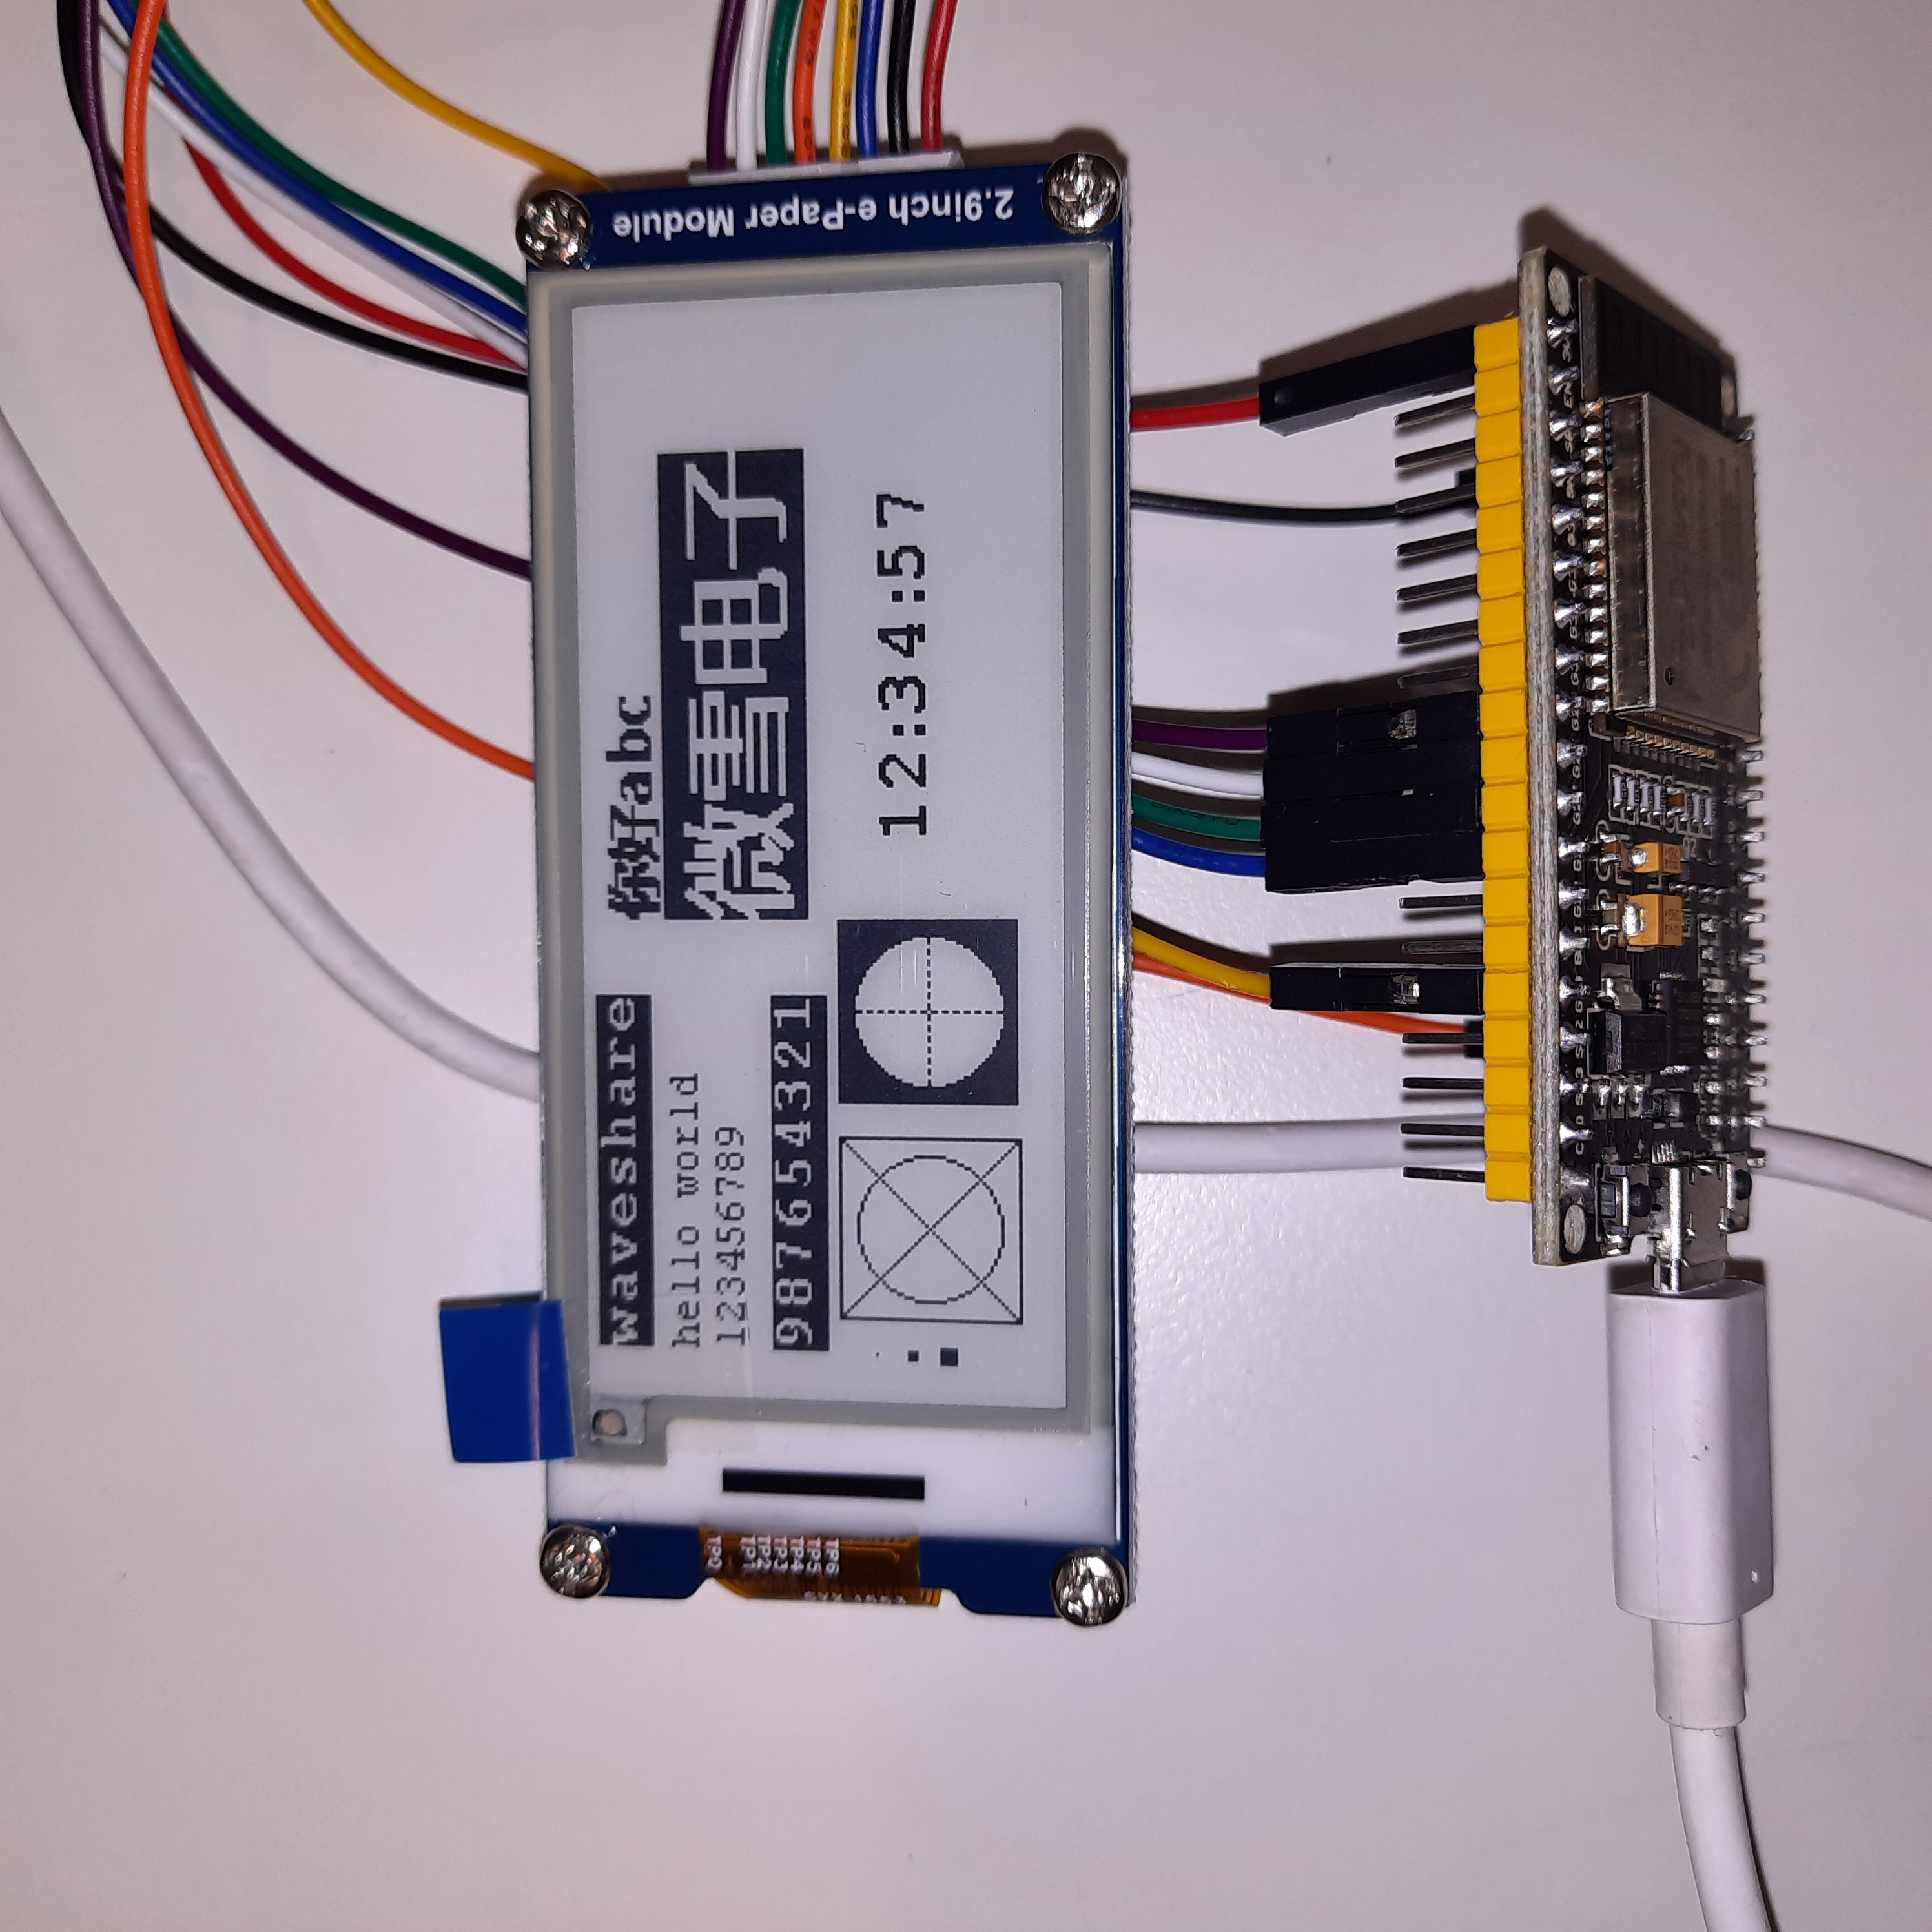 waveshare
hello world
123456789
987654321
你好abc
微雪电子
12:34:57
2.9inch e-Paper Module
TP0
TP1
TP2
TP3
TP4
TP5
TP6